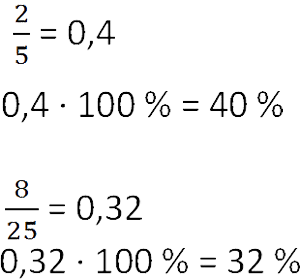 2/5 = 0,4
0,4 · 100 % = 40 %
8/25 = 0,32
0,32 · 100 % = 32 %